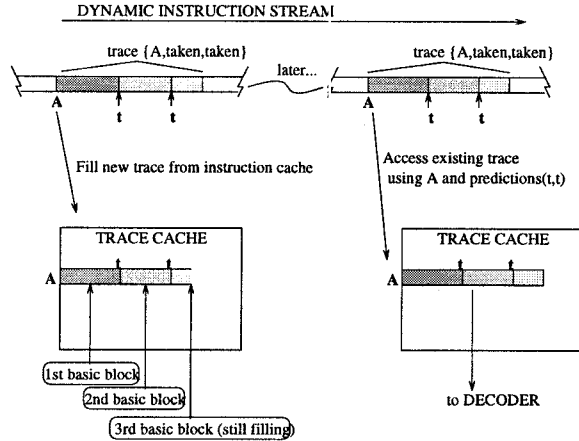 DYNAMIC INSTRUCTION STREAM
trace {A,taken,taken}
trace {A,taken,taken}
later...
A
t
t
A
t
t
Fill new trace from instruction cache
Access existing trace
using A and predictions(t,t)
TRACE CACHE
TRACE CACHE
t
t
t
t
A
A
1st basic block
2nd basic block
3rd basic block (still filling)
to DECODER